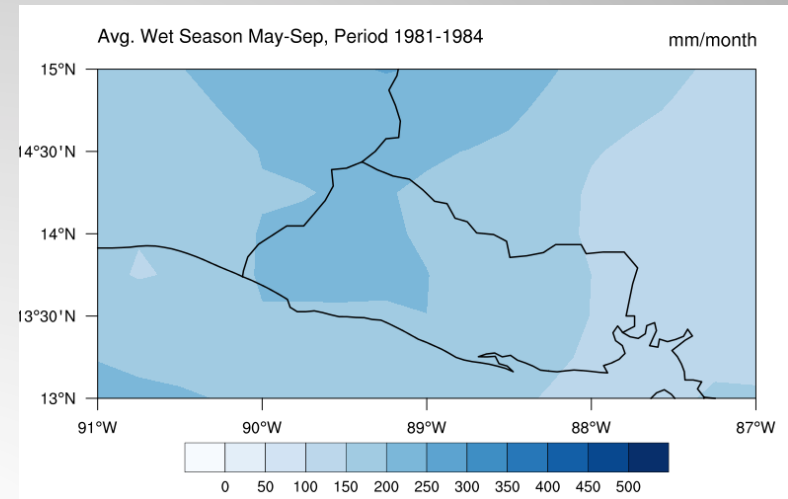 Avg. Wet Season May-Sep, Period 1981-1984 mm/month
15°N
14°30'N
14°N
13°30'N
13°N
91°W 90°W 89°W 88°W 87°W
0 50 100 150 200 250 300 350 400 450 500